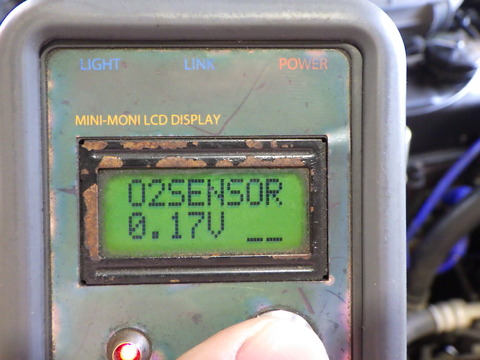 LIGHT LINK POWER
MINI-MONI LCD DISPLAY
O2SENSOR
0.17V __